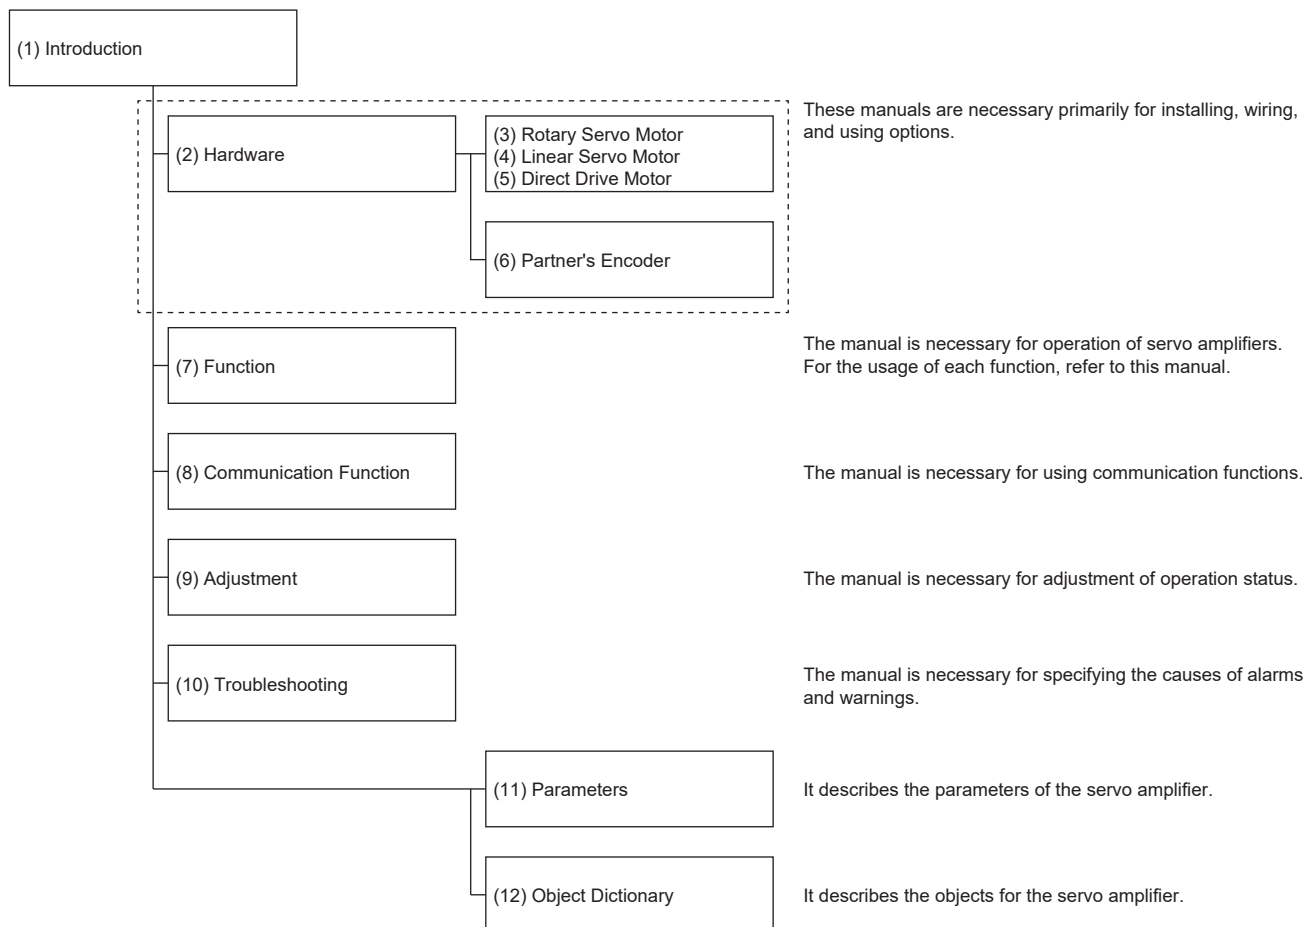 (1) Introduction
These manuals are necessary primarily for installing, wiring,
and using options.
(2) Hardware
(3) Rotary Servo Motor
(4) Linear Servo Motor
(5) Direct Drive Motor
(6) Partner's Encoder
(7) Function
The manual is necessary for operation of servo amplifiers.
For the usage of each function, refer to this manual.
(8) Communication Function
The manual is necessary for using communication functions.
(9) Adjustment
The manual is necessary for adjustment of operation status.
(10) Troubleshooting
The manual is necessary for specifying the causes of alarms
and warnings.
(11) Parameters
It describes the parameters of the servo amplifier.
(12) Object Dictionary
It describes the objects for the servo amplifier.